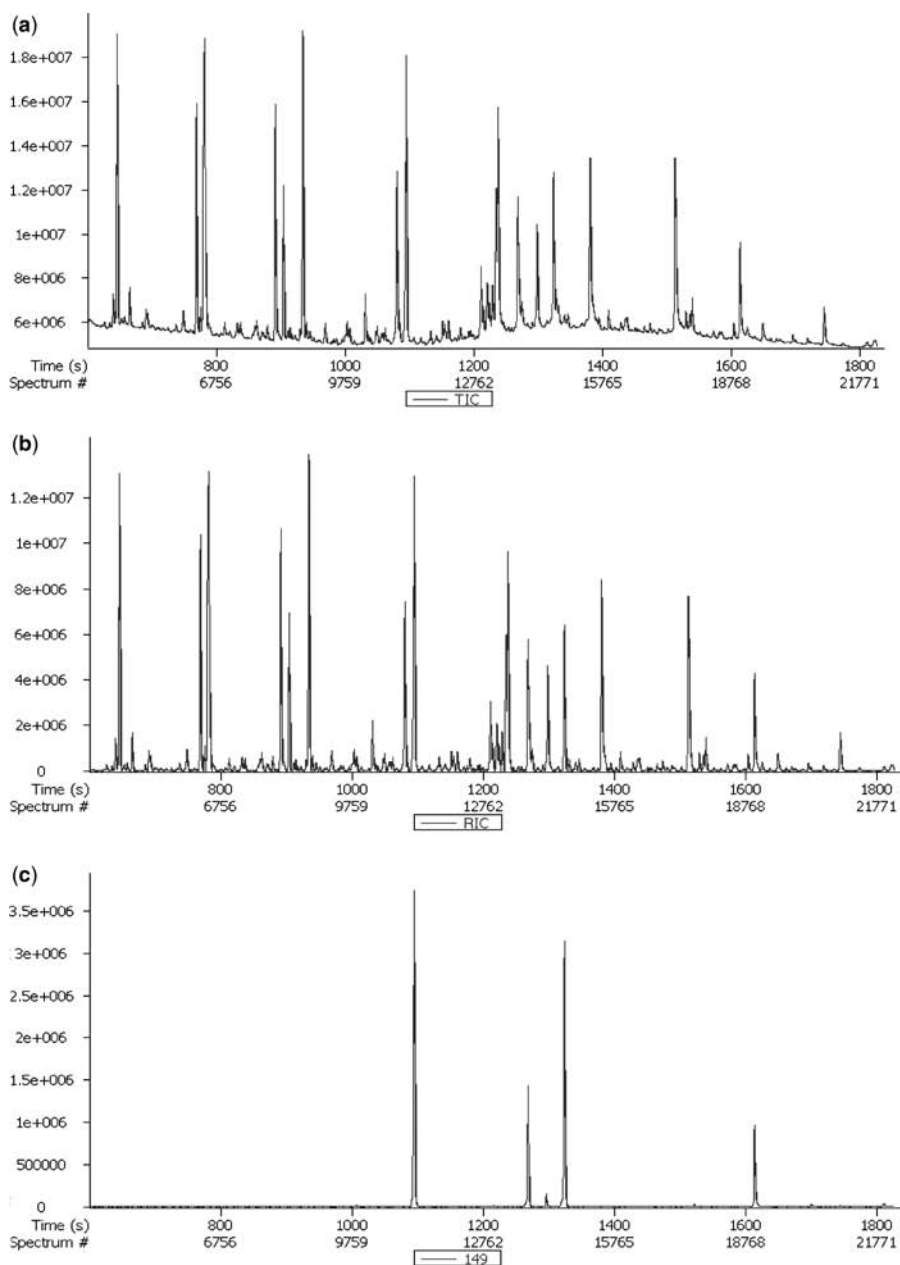 (a)
1.8e+007
1.6e+007
1.4e+007
1.2e+007
1e+007
8e+006
6e+006
Time (s) 800 1000 1200 1400 1600 1800
Spectrum # 6756 9759 12762 15765 18768 21771
TIC
(b)
1.2e+007
1e+007
8e+006
6e+006
4e+006
2e+006
0
Time (s) 800 1000 1200 1400 1600 1800
Spectrum # 6756 9759 12762 15765 18768 21771
RIC
(c)
3.5e+006
3e+006
2.5e+006
2e+006
1.5e+006
1e+006
500000
0
Time (s) 800 1000 1200 1400 1600 1800
Spectrum # 6756 9759 12762 15765 18768 21771
149